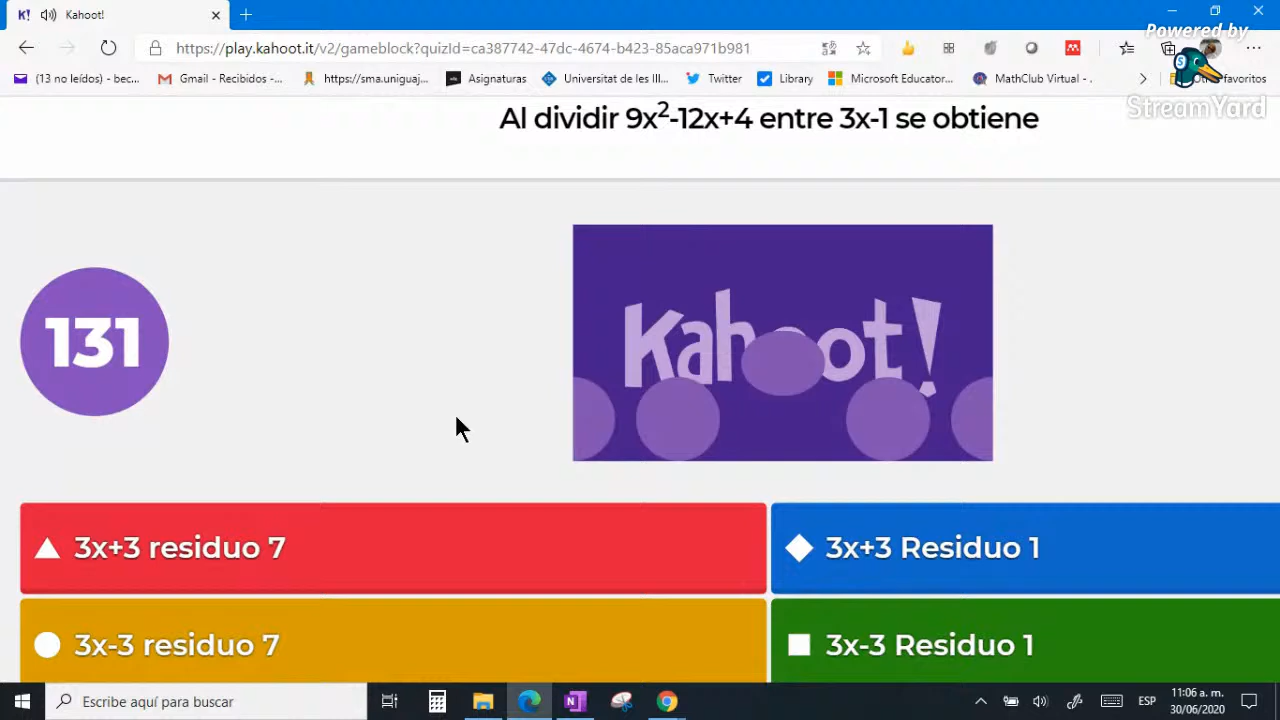 Kahoot!
https://play.kahoot.it/v2/gameblock?quizId=ca387742-47dc-4674-b423-85aca971b981
Powered by
StreamYard
(13 no leídos) - bec...
Gmail - Recibidos -...
https://sma.uniguaj...
Asignaturas
Universitat de les Ill...
Twitter
Library
Microsoft Educator...
MathClub Virtual - .
Otros favoritos
Al dividir 9x²-12x+4 entre 3x-1 se obtiene
131
Kahoot!
3x+3 residuo 7
3x+3 Residuo 1
3x-3 residuo 7
3x-3 Residuo 1
Escribe aquí para buscar
ESP
11:06 a. m.
30/06/2020